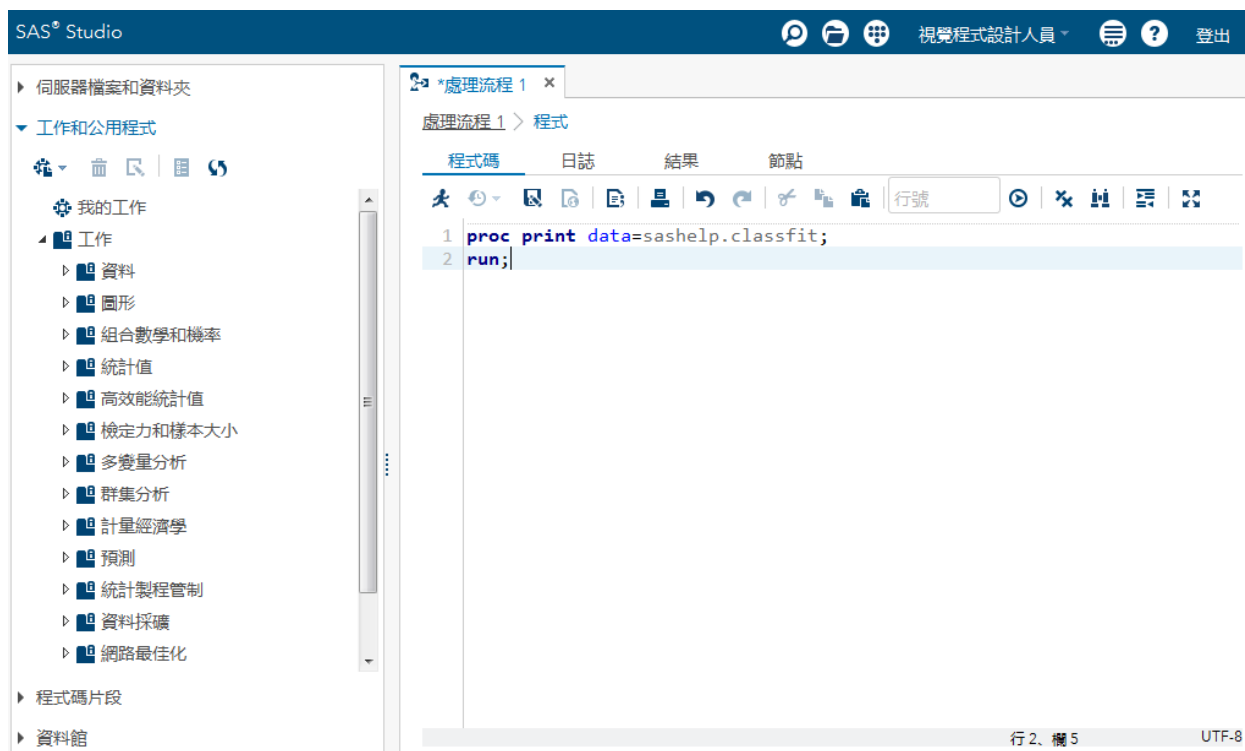 SAS® Studio
視覺程式設計人員
登出
伺服器檔案和資料夾
工作和公用程式
我的工作
工作
資料
圖形
組合數學和機率
統計值
高效能統計值
檢定力和樣本大小
多變量分析
群集分析
計量經濟學
預測
統計製程管制
資料採礦
網路最佳化
程式碼片段
資料館
*處理流程 1
處理流程 1 > 程式
程式碼 日誌 結果 節點
行號
1 proc print data=sashelp.classfit;
2 run;
行 2、欄 5 UTF-8